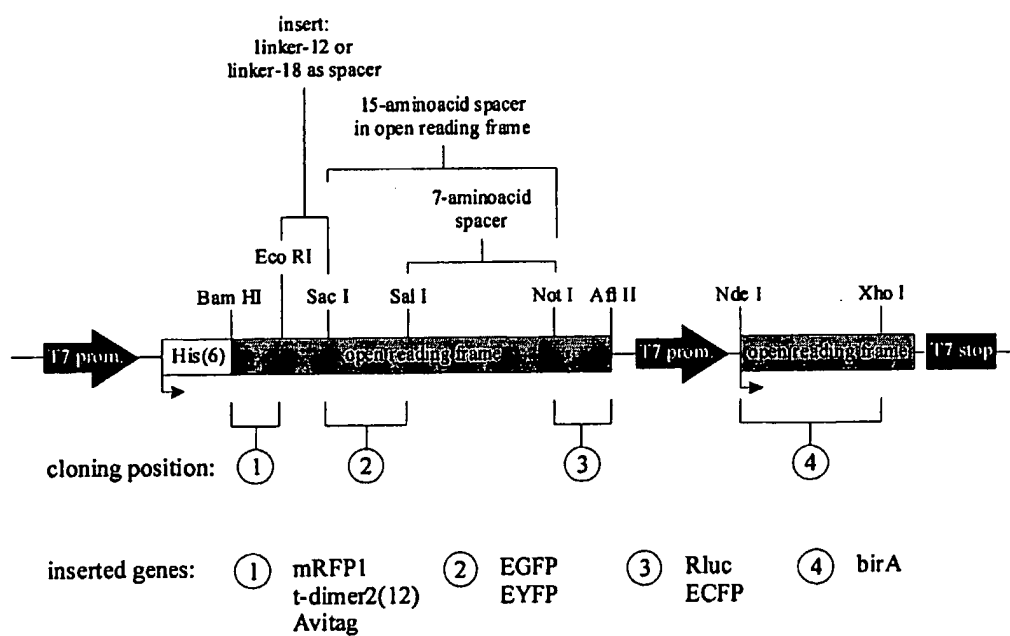 insert:
linker-12 or
linker-18 as spacer
15-aminoacid spacer
in open reading frame
7-aminoacid
spacer
Eco RI
Bam HI Sac I Sal I Not I Afl II Nde I Xho I
T7 prom. His(6) open reading frame T7 prom. open reading frame T7 stop
cloning position: 1 2 3 4
inserted genes: 1 mRFP1 2 EGFP 3 Rluc 4 birA
t-dimer2(12) EYFP ECFP
Avitag